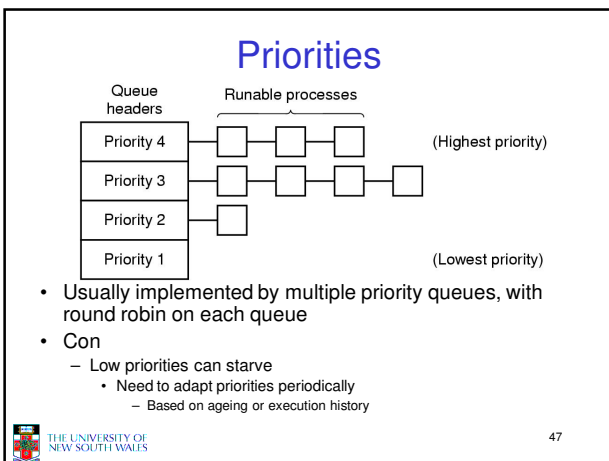 Priorities
Queue
headers
Runable processes
Priority 4
(Highest priority)
Priority 3
Priority 2
Priority 1
(Lowest priority)
• Usually implemented by multiple priority queues, with
round robin on each queue
• Con
– Low priorities can starve
• Need to adapt priorities periodically
– Based on ageing or execution history
THE UNIVERSITY OF
NEW SOUTH WALES
47